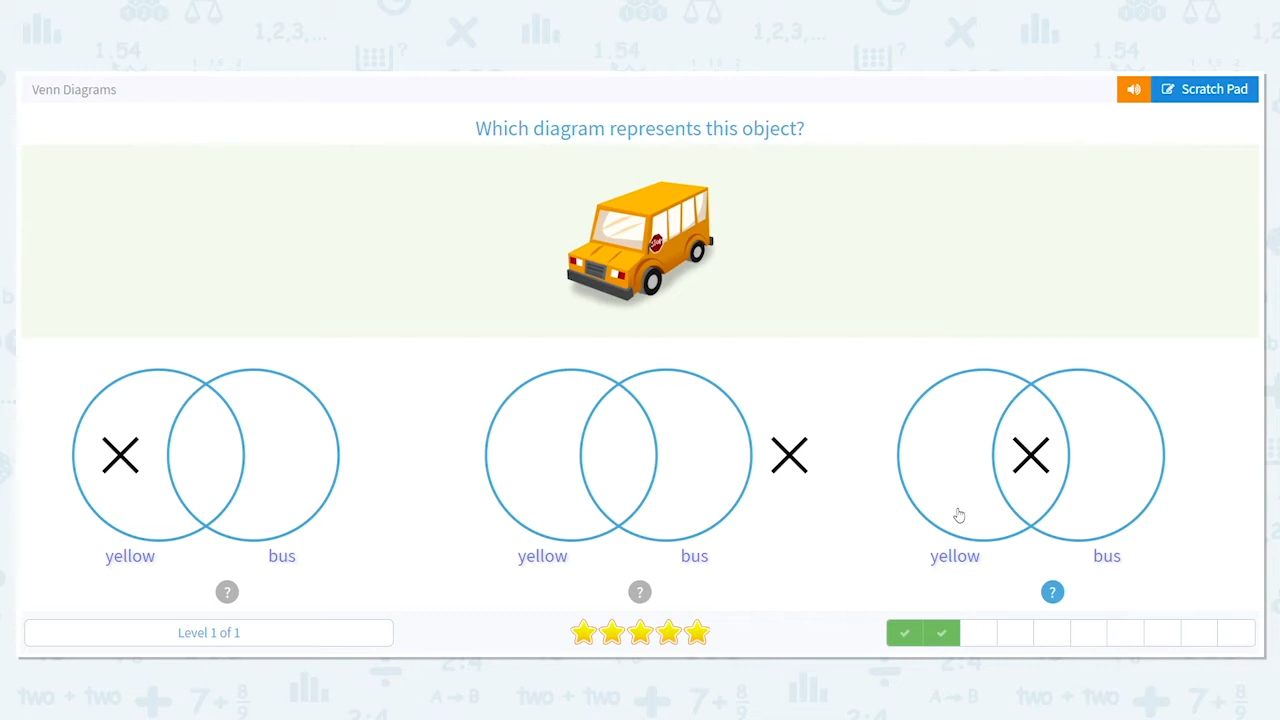 Venn Diagrams
Scratch Pad
Which diagram represents this object?
STOP
yellow bus
yellow bus
yellow bus
? ? ?
Level 1 of 1